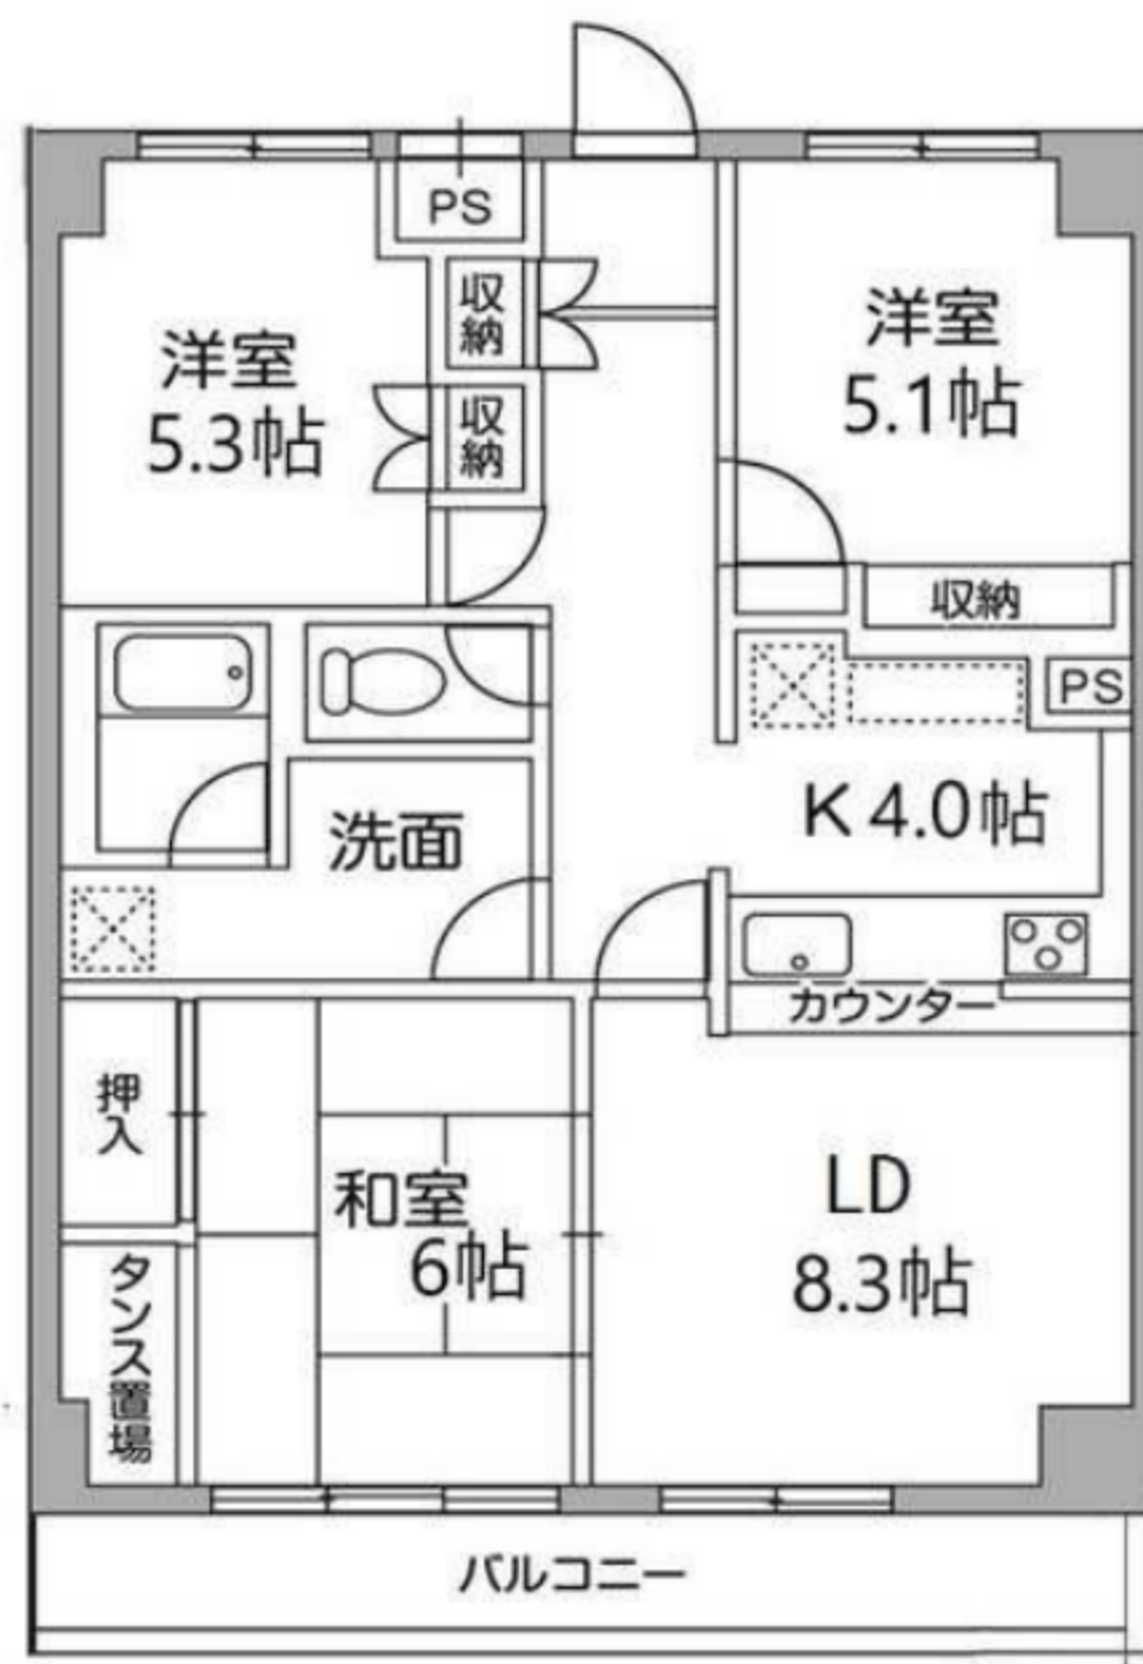 PS
収納
洋室
5.3帖
収納
洋室
5.1帖
収納
PS
K 4.0帖
洗面
カウンター
押入
和室
6帖
LD
8.3帖
タンス置場
バルコニー